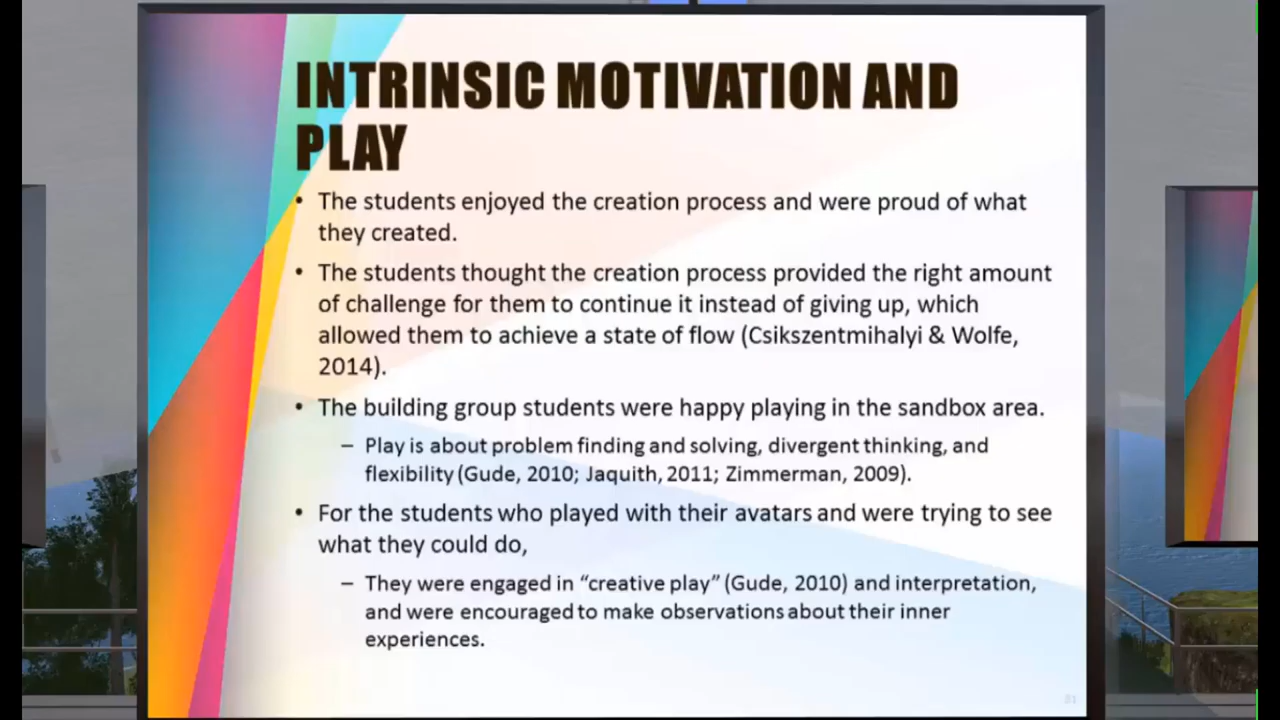 INTRINSIC MOTIVATION AND
PLAY
• The students enjoyed the creation process and were proud of what
they created.
• The students thought the creation process provided the right amount
of challenge for them to continue it instead of giving up, which
allowed them to achieve a state of flow (Csikszentmihalyi & Wolfe,
2014).
• The building group students were happy playing in the sandbox area.
– Play is about problem finding and solving, divergent thinking, and
flexibility (Gude, 2010; Jaquith, 2011; Zimmerman, 2009).
• For the students who played with their avatars and were trying to see
what they could do,
– They were engaged in “creative play” (Gude, 2010) and interpretation,
and were encouraged to make observations about their inner
experiences.
31